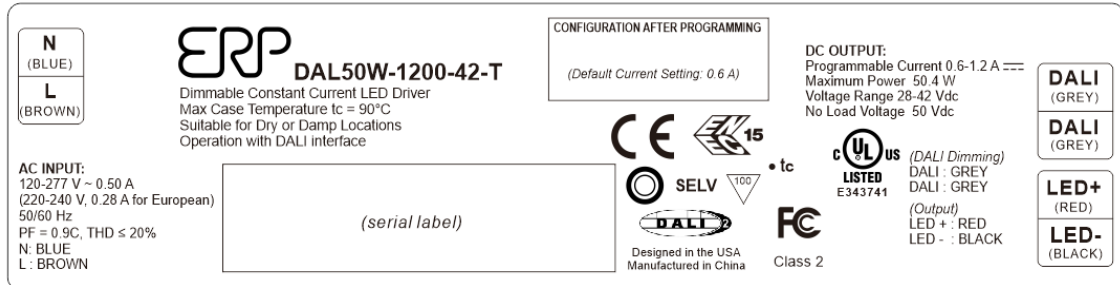 N
(BLUE)
L
(BROWN)
AC INPUT:
120-277 V ~ 0.50 A
(220-240 V, 0.28 A for European)
50/60 Hz
PF = 0.9C, THD ≤ 20%
N: BLUE
L : BROWN
ERP DAL50W-1200-42-T
Dimmable Constant Current LED Driver
Max Case Temperature tc = 90°C
Suitable for Dry or Damp Locations
Operation with DALI interface
(serial label)
CONFIGURATION AFTER PROGRAMMING
(Default Current Setting: 0.6 A)
CE ENEC 15
• tc
SELV 100
DALI 2
Designed in the USA
Manufactured in China
FC
Class 2
DC OUTPUT:
Programmable Current 0.6-1.2 A
Maximum Power 50.4 W
Voltage Range 28-42 Vdc
No Load Voltage 50 Vdc
C UL US
LISTED
E343741
(DALI Dimming)
DALI : GREY
DALI : GREY
(Output)
LED + : RED
LED - : BLACK
DALI
(GREY)
DALI
(GREY)
LED+
(RED)
LED-
(BLACK)